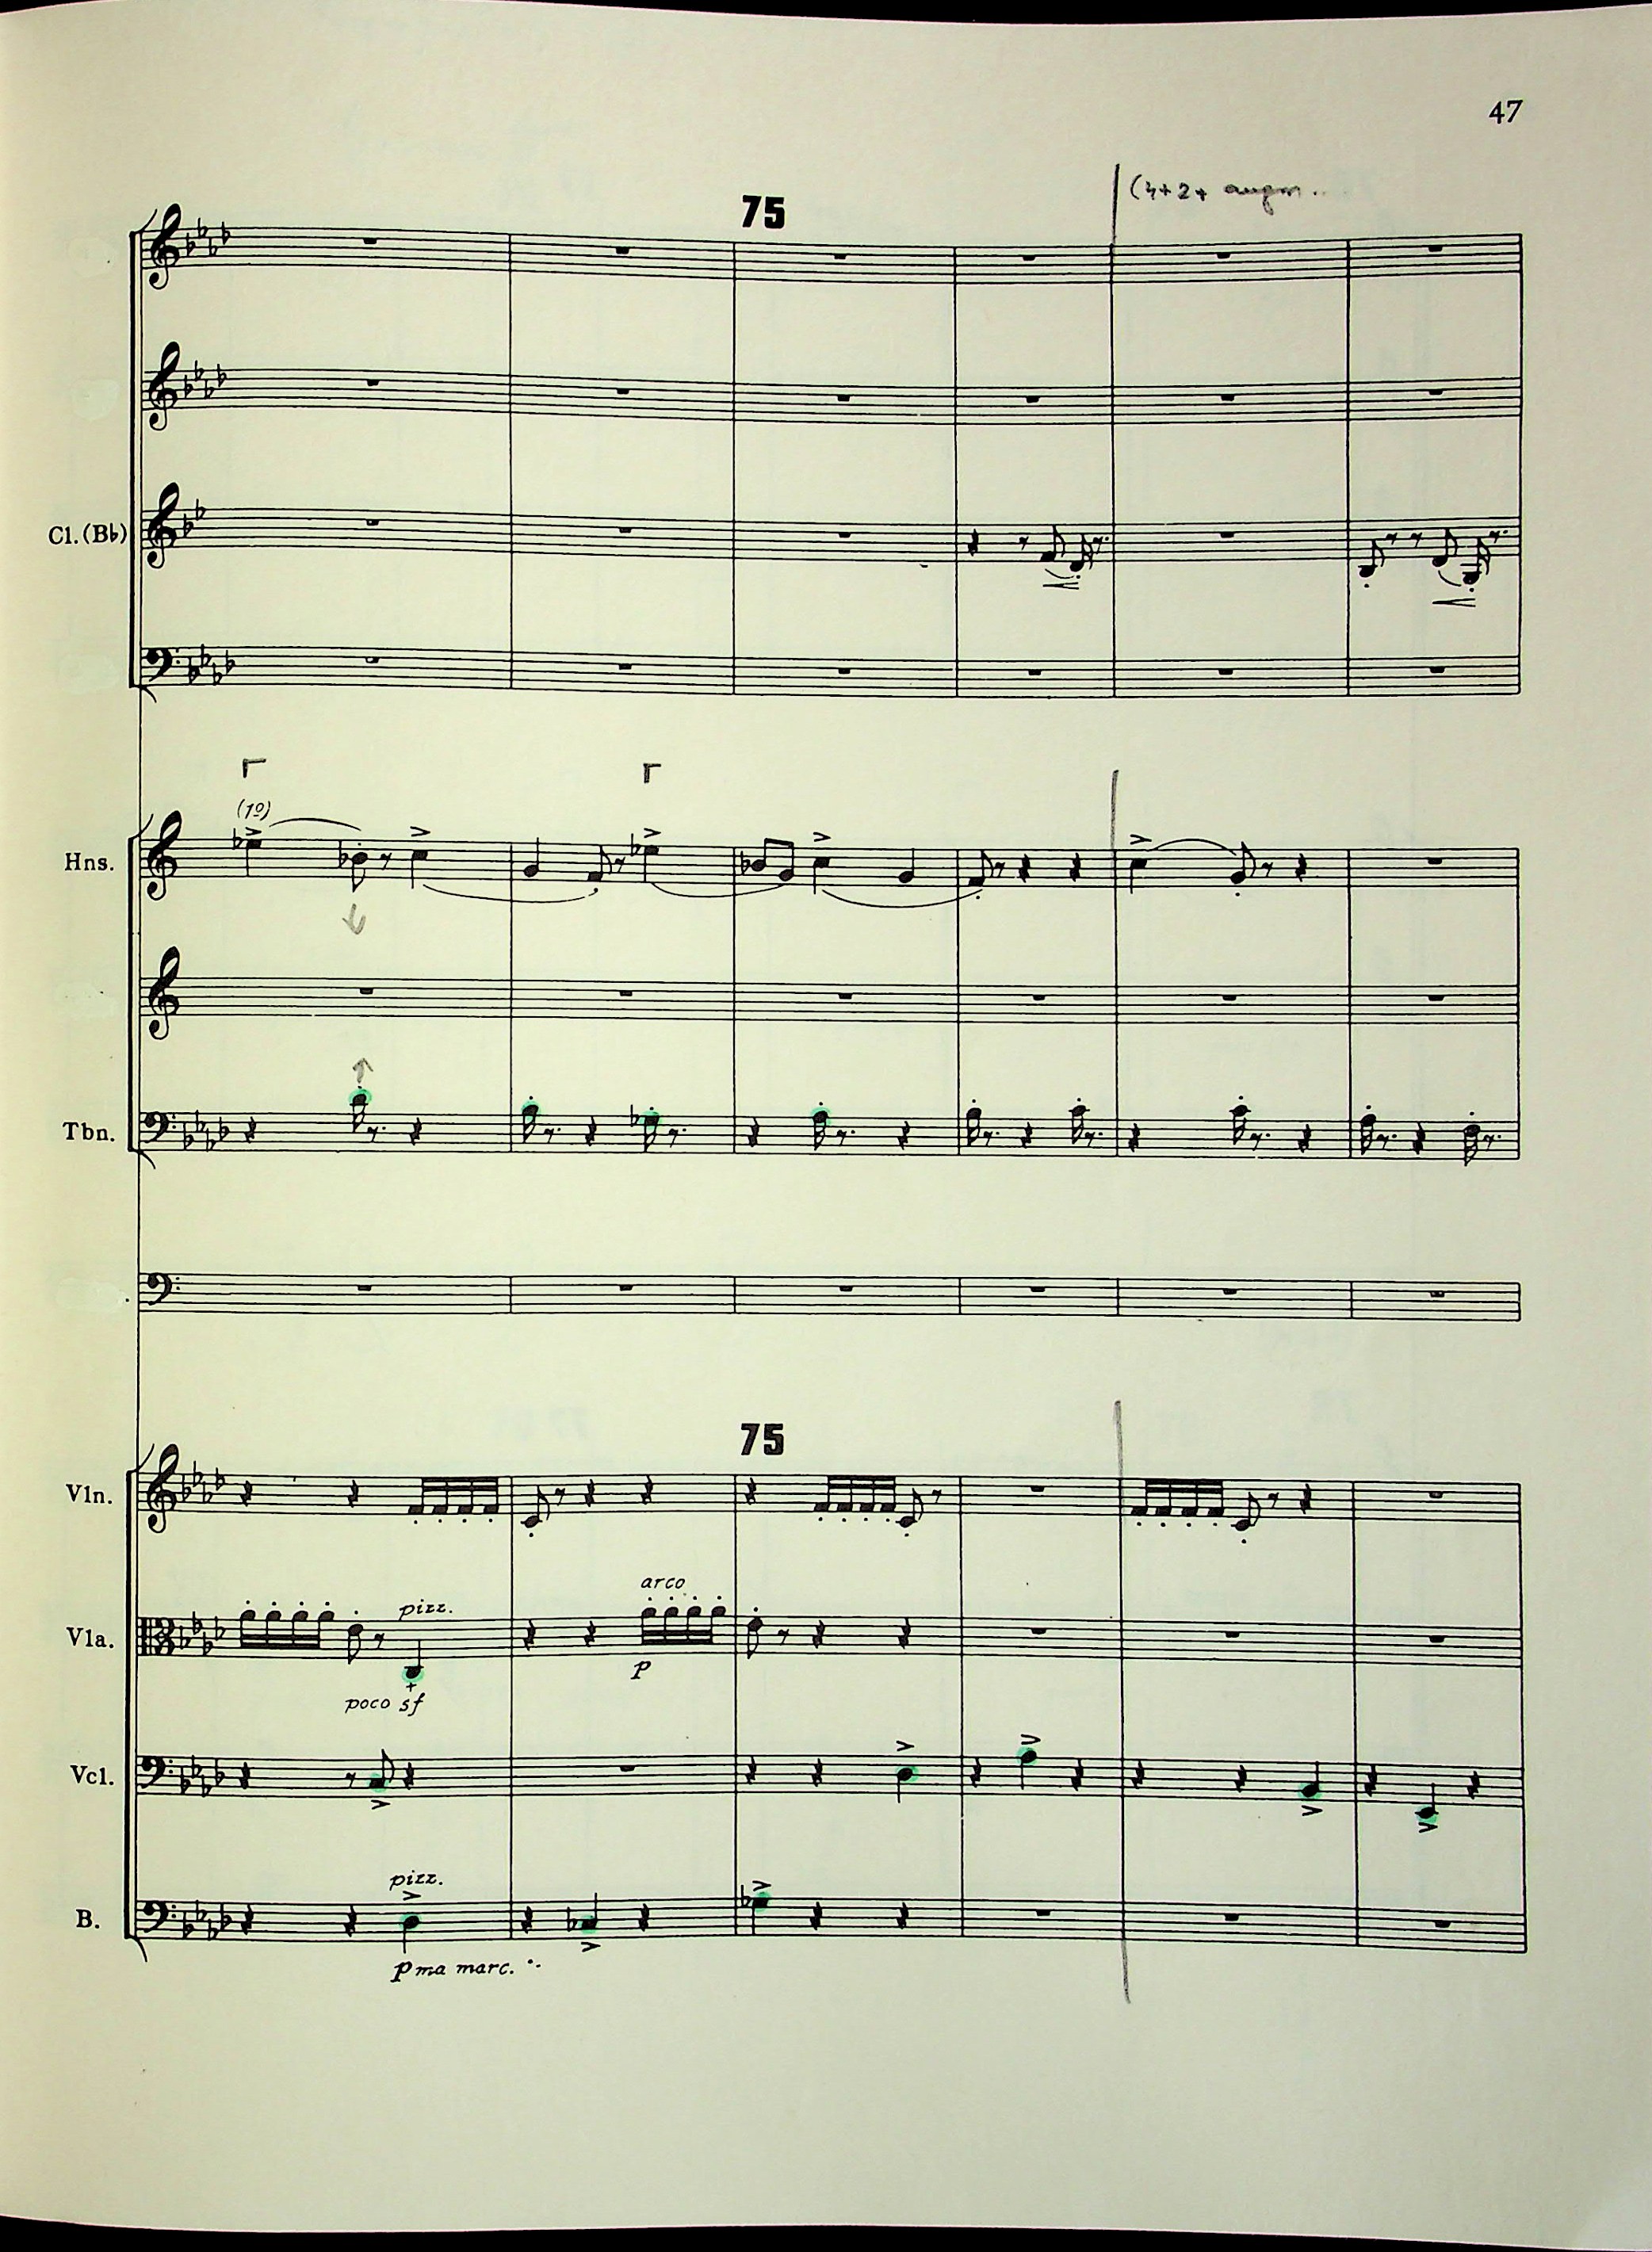 47
(4+2+ augm...
75
Cl.(B♭)
(1º)
Hns.
Tbn.
75
Vln.
arco
Vla.
pizz.
p
poco sf
Vcl.
pizz.
B.
p ma marc.